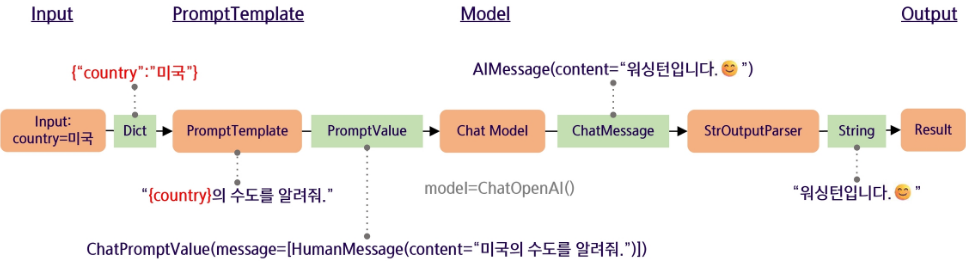 Input
PromptTemplate
Model
Output
{“country”:"미국"}
AIMessage(content=“워싱턴입니다.😊”)
Input:
country=미국
Dict
PromptTemplate
PromptValue
Chat Model
ChatMessage
StrOutputParser
String
Result
“{country}의 수도를 알려줘.”
model=ChatOpenAI()
“워싱턴입니다.😊 ”
ChatPromptValue(message=[HumanMessage(content=“미국의 수도를 알려줘.”)])